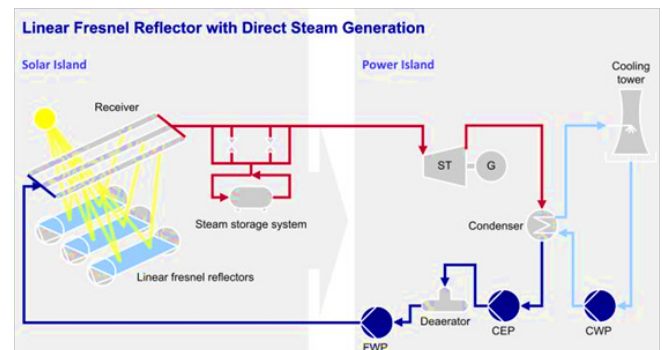 Linear Fresnel Reflector with Direct Steam Generation
Solar Island
Power Island
Cooling
tower
Receiver
ST
G
Steam storage system
Condenser
Linear fresnel reflectors
Deaerator
CEP
CWP
FWP